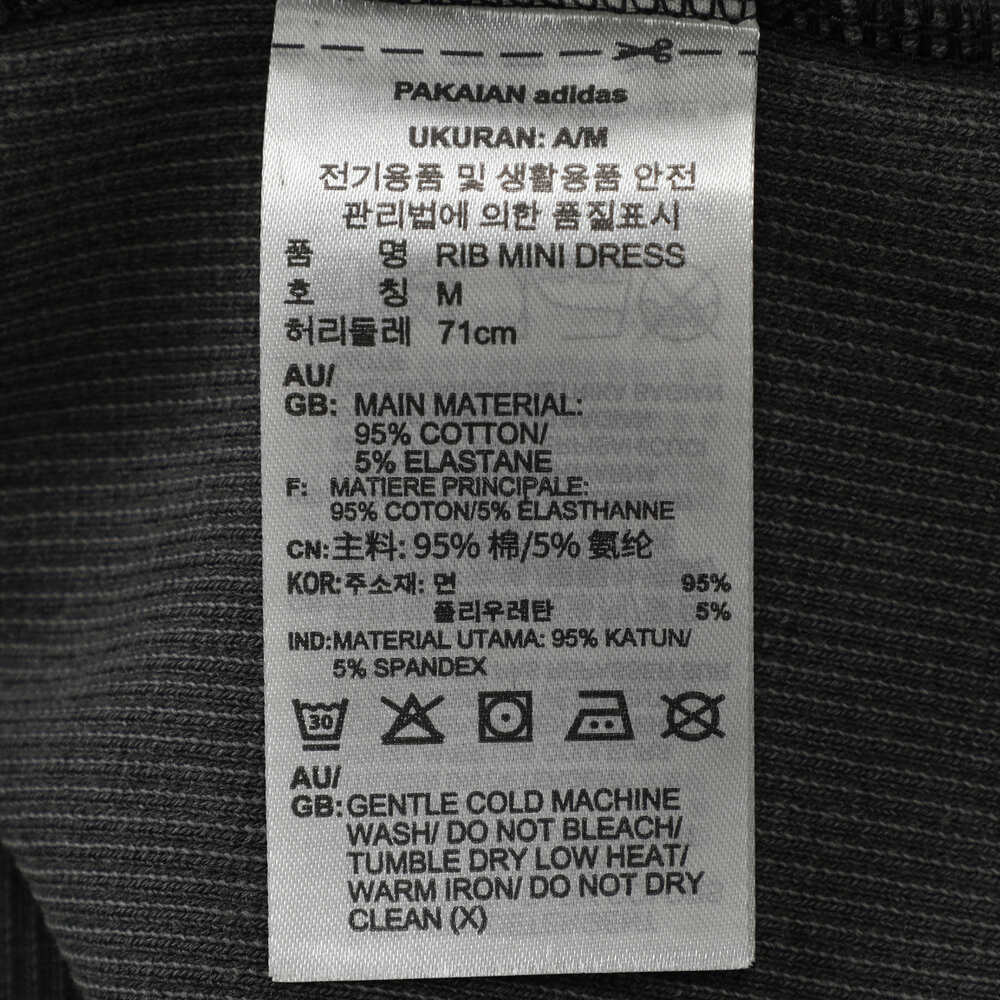 PAKAIAN adidas
UKURAN: A/M
전기용품 및 생활용품 안전
관리법에 의한 품질표시
품 명 RIB MINI DRESS
호 칭 M
허리둘레 71cm
AU/
GB: MAIN MATERIAL:
95% COTTON/
5% ELASTANE
F: MATIERE PRINCIPALE:
95% COTON/5% ELASTHANNE
CN:主料: 95% 棉/5% 氨纶
KOR:주소재: 면 95%
폴리우레탄 5%
IND:MATERIAL UTAMA: 95% KATUN/
5% SPANDEX
30
AU/
GB:GENTLE COLD MACHINE
WASH/ DO NOT BLEACH/
TUMBLE DRY LOW HEAT/
WARM IRON/ DO NOT DRY
CLEAN (X)